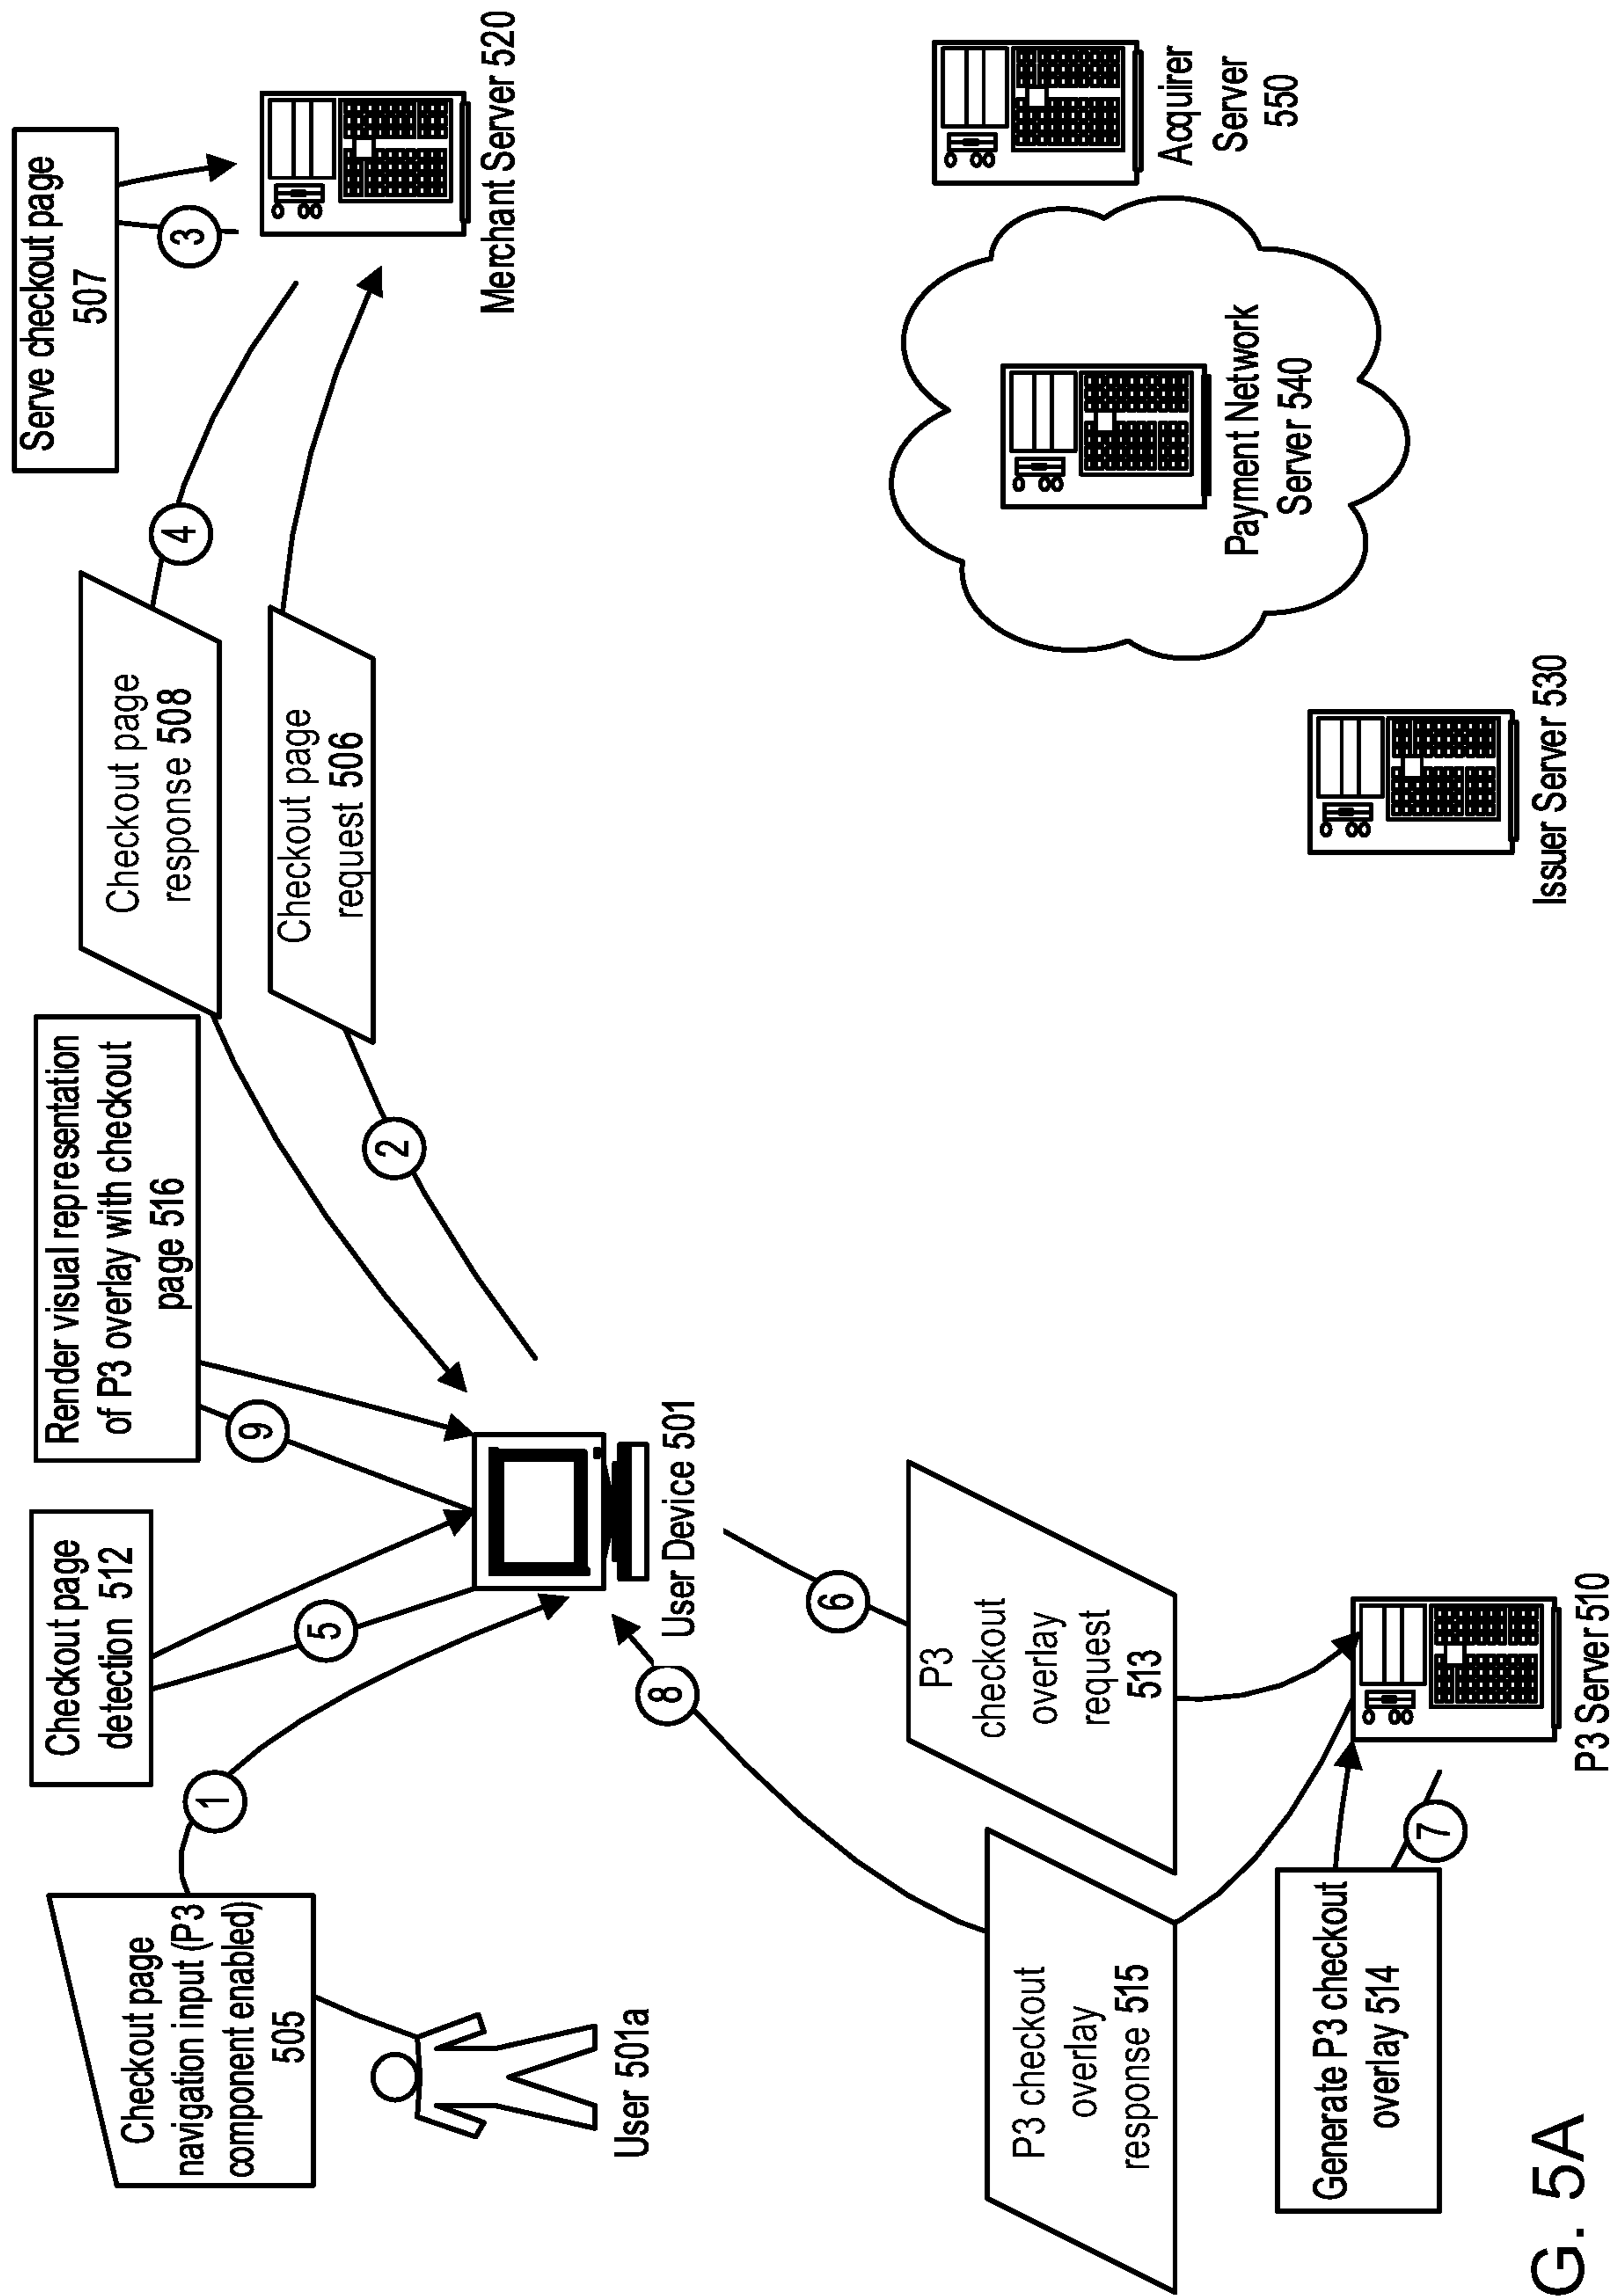 Checkout page
navigation input (P3
component enabled)
505
User 501a
1
Checkout page
detection 512
5
Render visual representation
of P3 overlay with checkout
page 516
9
User Device 501
Checkout page
response 508
4
Checkout page
request 506
2
Serve checkout page
507
3
Merchant Server 520
8
6
P3
checkout
overlay
request
513
P3 checkout
overlay
response 515
Generate P3 checkout
overlay 514
7
P3 Server 510
Issuer Server 530
Payment Network
Server 540
Acquirer
Server
550
G. 5A